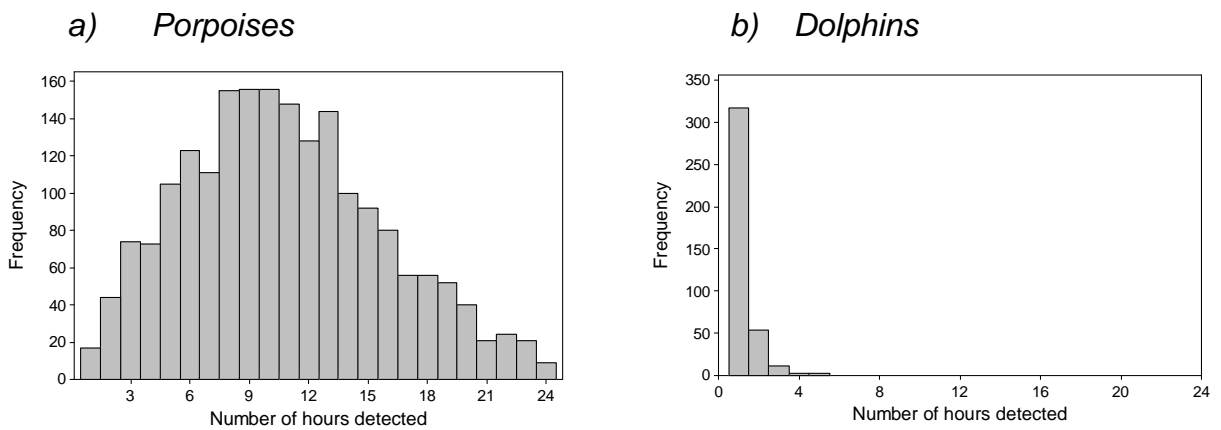 a) Porpoises
160
140
120
100
80
60
40
20
0
Frequency
3 6 9 12 15 18 21 24
Number of hours detected
b) Dolphins
350
300
250
200
150
100
50
0
Frequency
0 4 8 12 16 20 24
Number of hours detected